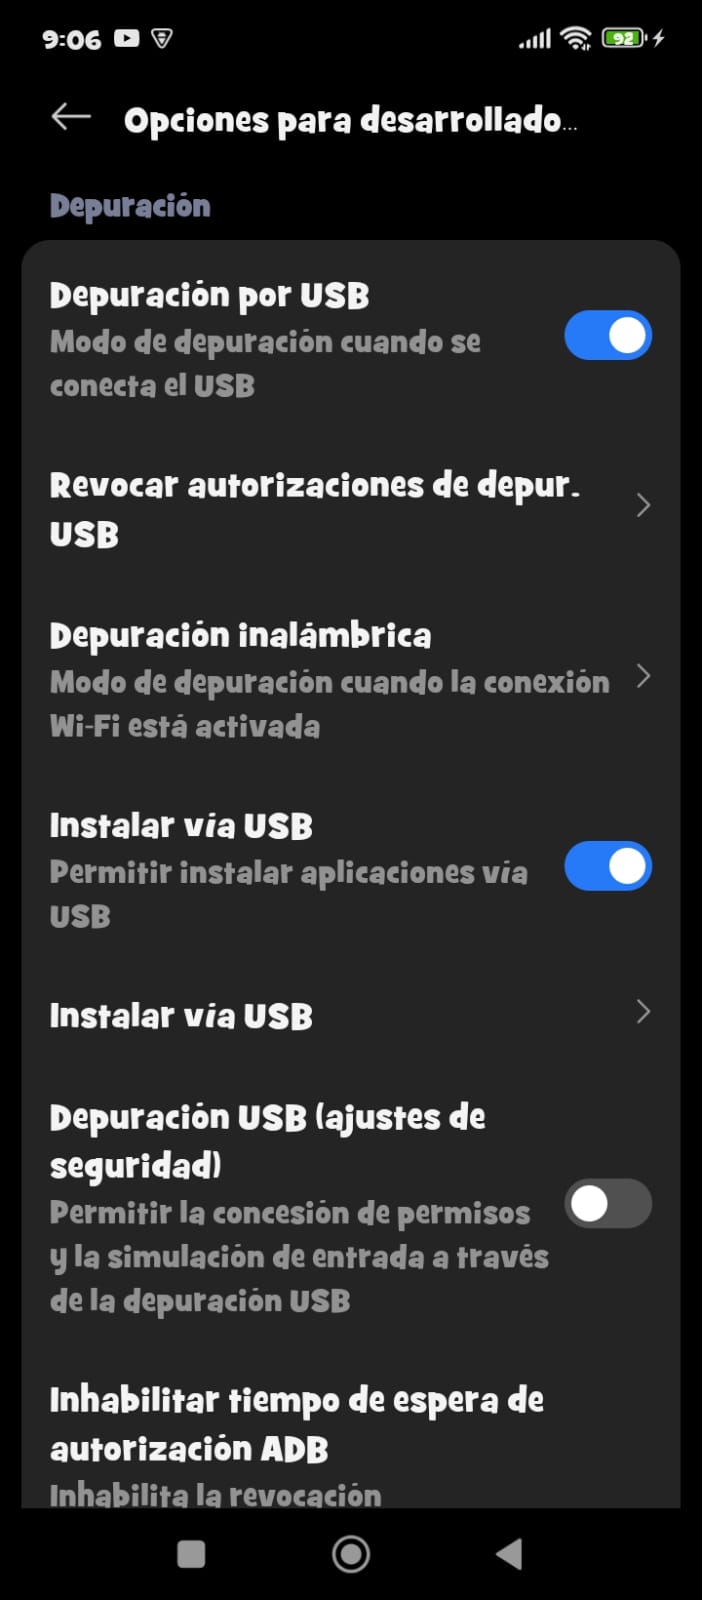 9:06
92
Opciones para desarrollado...
Depuración
Depuración por USB
Modo de depuración cuando se
conecta el USB
Revocar autorizaciones de depur.
USB
Depuración inalámbrica
Modo de depuración cuando la conexión
Wi-Fi está activada
Instalar vía USB
Permitir instalar aplicaciones vía
USB
Instalar vía USB
Depuración USB (ajustes de
seguridad)
Permitir la concesión de permisos
y la simulación de entrada a través
de la depuración USB
Inhabilitar tiempo de espera de
autorización ADB
Inhabilita la revocación